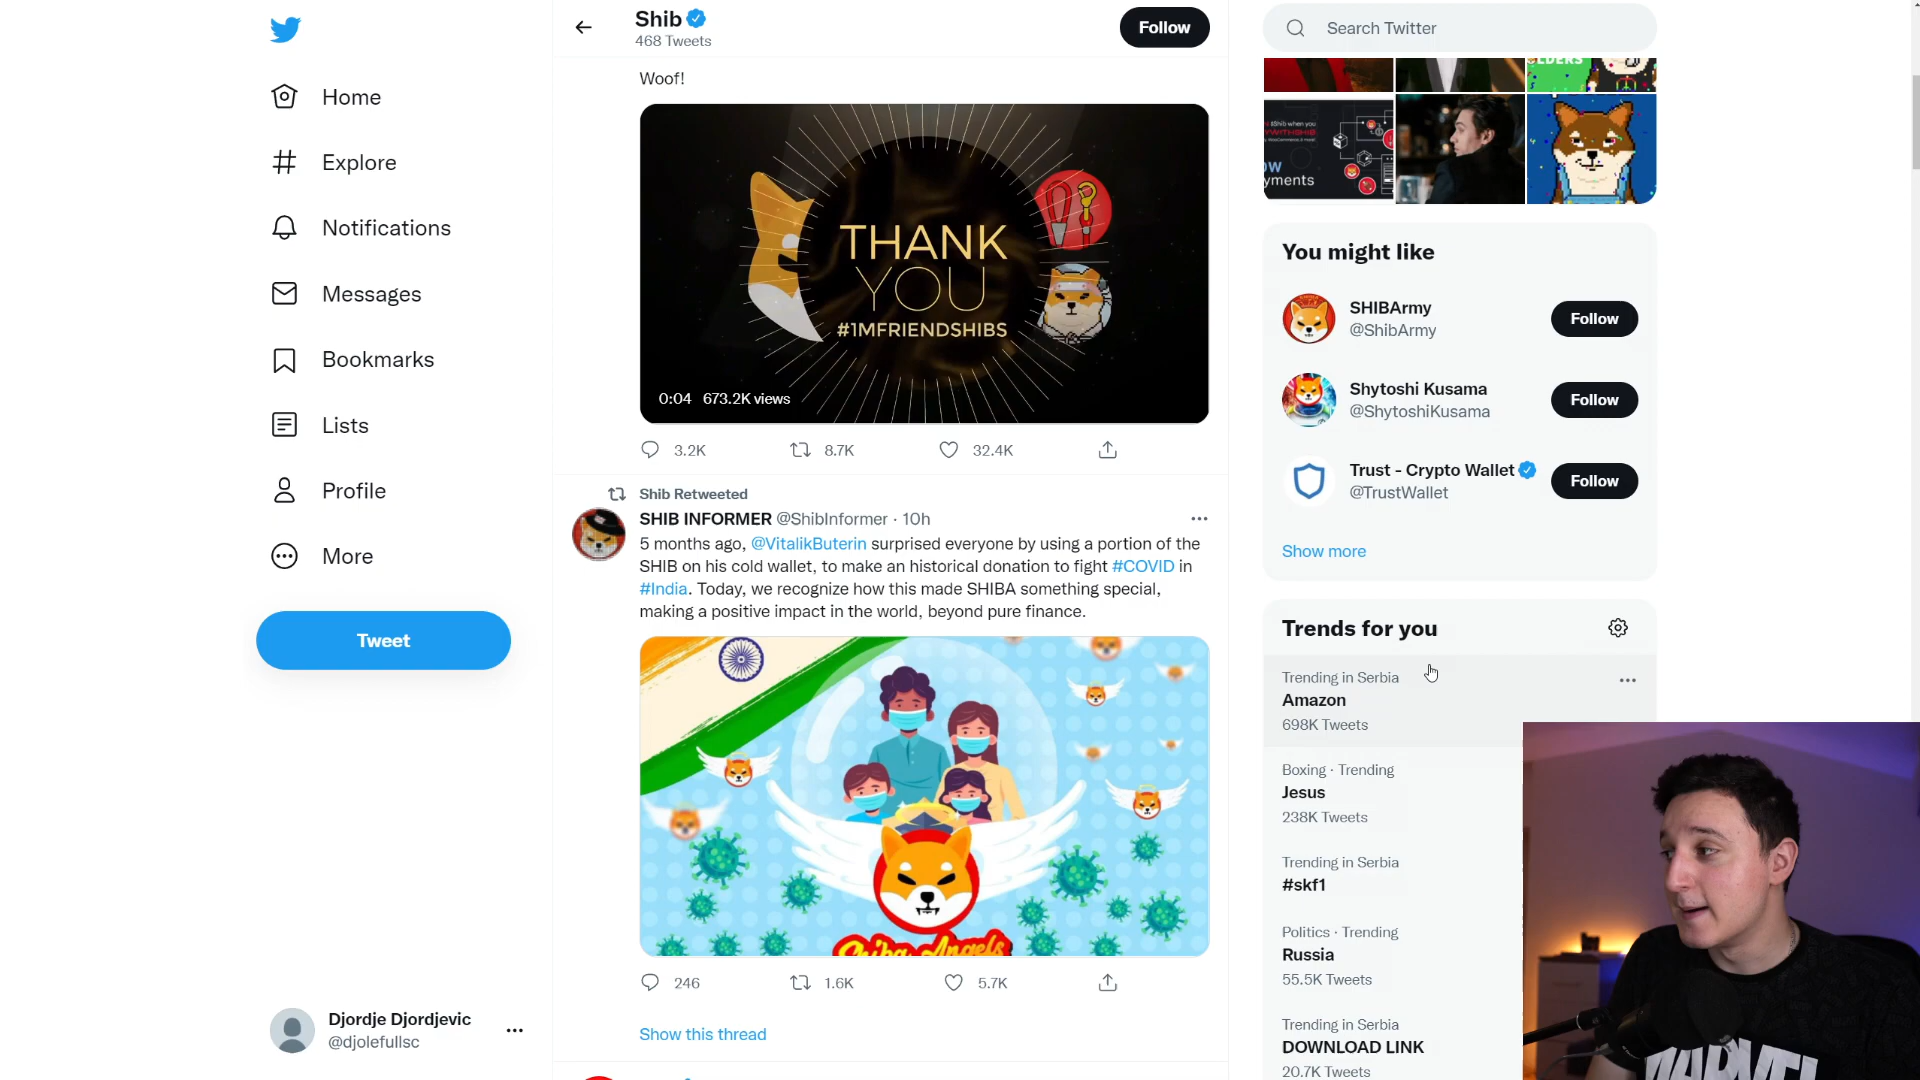 Home
Explore
Notifications
Messages
Bookmarks
Lists
Profile
More
Tweet
Djordje Djordjevic
@djolefullsc
Shib
468 Tweets
Follow
Woof!
THANK
YOU
#1MFRIENDSHIBS
0:04 673.2K views
3.2K 8.7K 32.4K
Shib Retweeted
SHIB INFORMER @ShibInformer · 10h
5 months ago, @VitalikButerin surprised everyone by using a portion of the
SHIB on his cold wallet, to make an historical donation to fight #COVID in
#India. Today, we recognize how this made SHIBA something special,
making a positive impact in the world, beyond pure finance.
Shiba Angels
246 1.6K 5.7K
Show this thread
Search Twitter
#Shib when you
yments
You might like
SHIBArmy
@ShibArmy
Follow
Shytoshi Kusama
@ShytoshiKusama
Follow
Trust - Crypto Wallet
@TrustWallet
Follow
Show more
Trends for you
Trending in Serbia
Amazon
698K Tweets
Boxing · Trending
Jesus
238K Tweets
Trending in Serbia
#skf1
Politics · Trending
Russia
55.5K Tweets
Trending in Serbia
DOWNLOAD LINK
20.7K Tweets
MARVEL